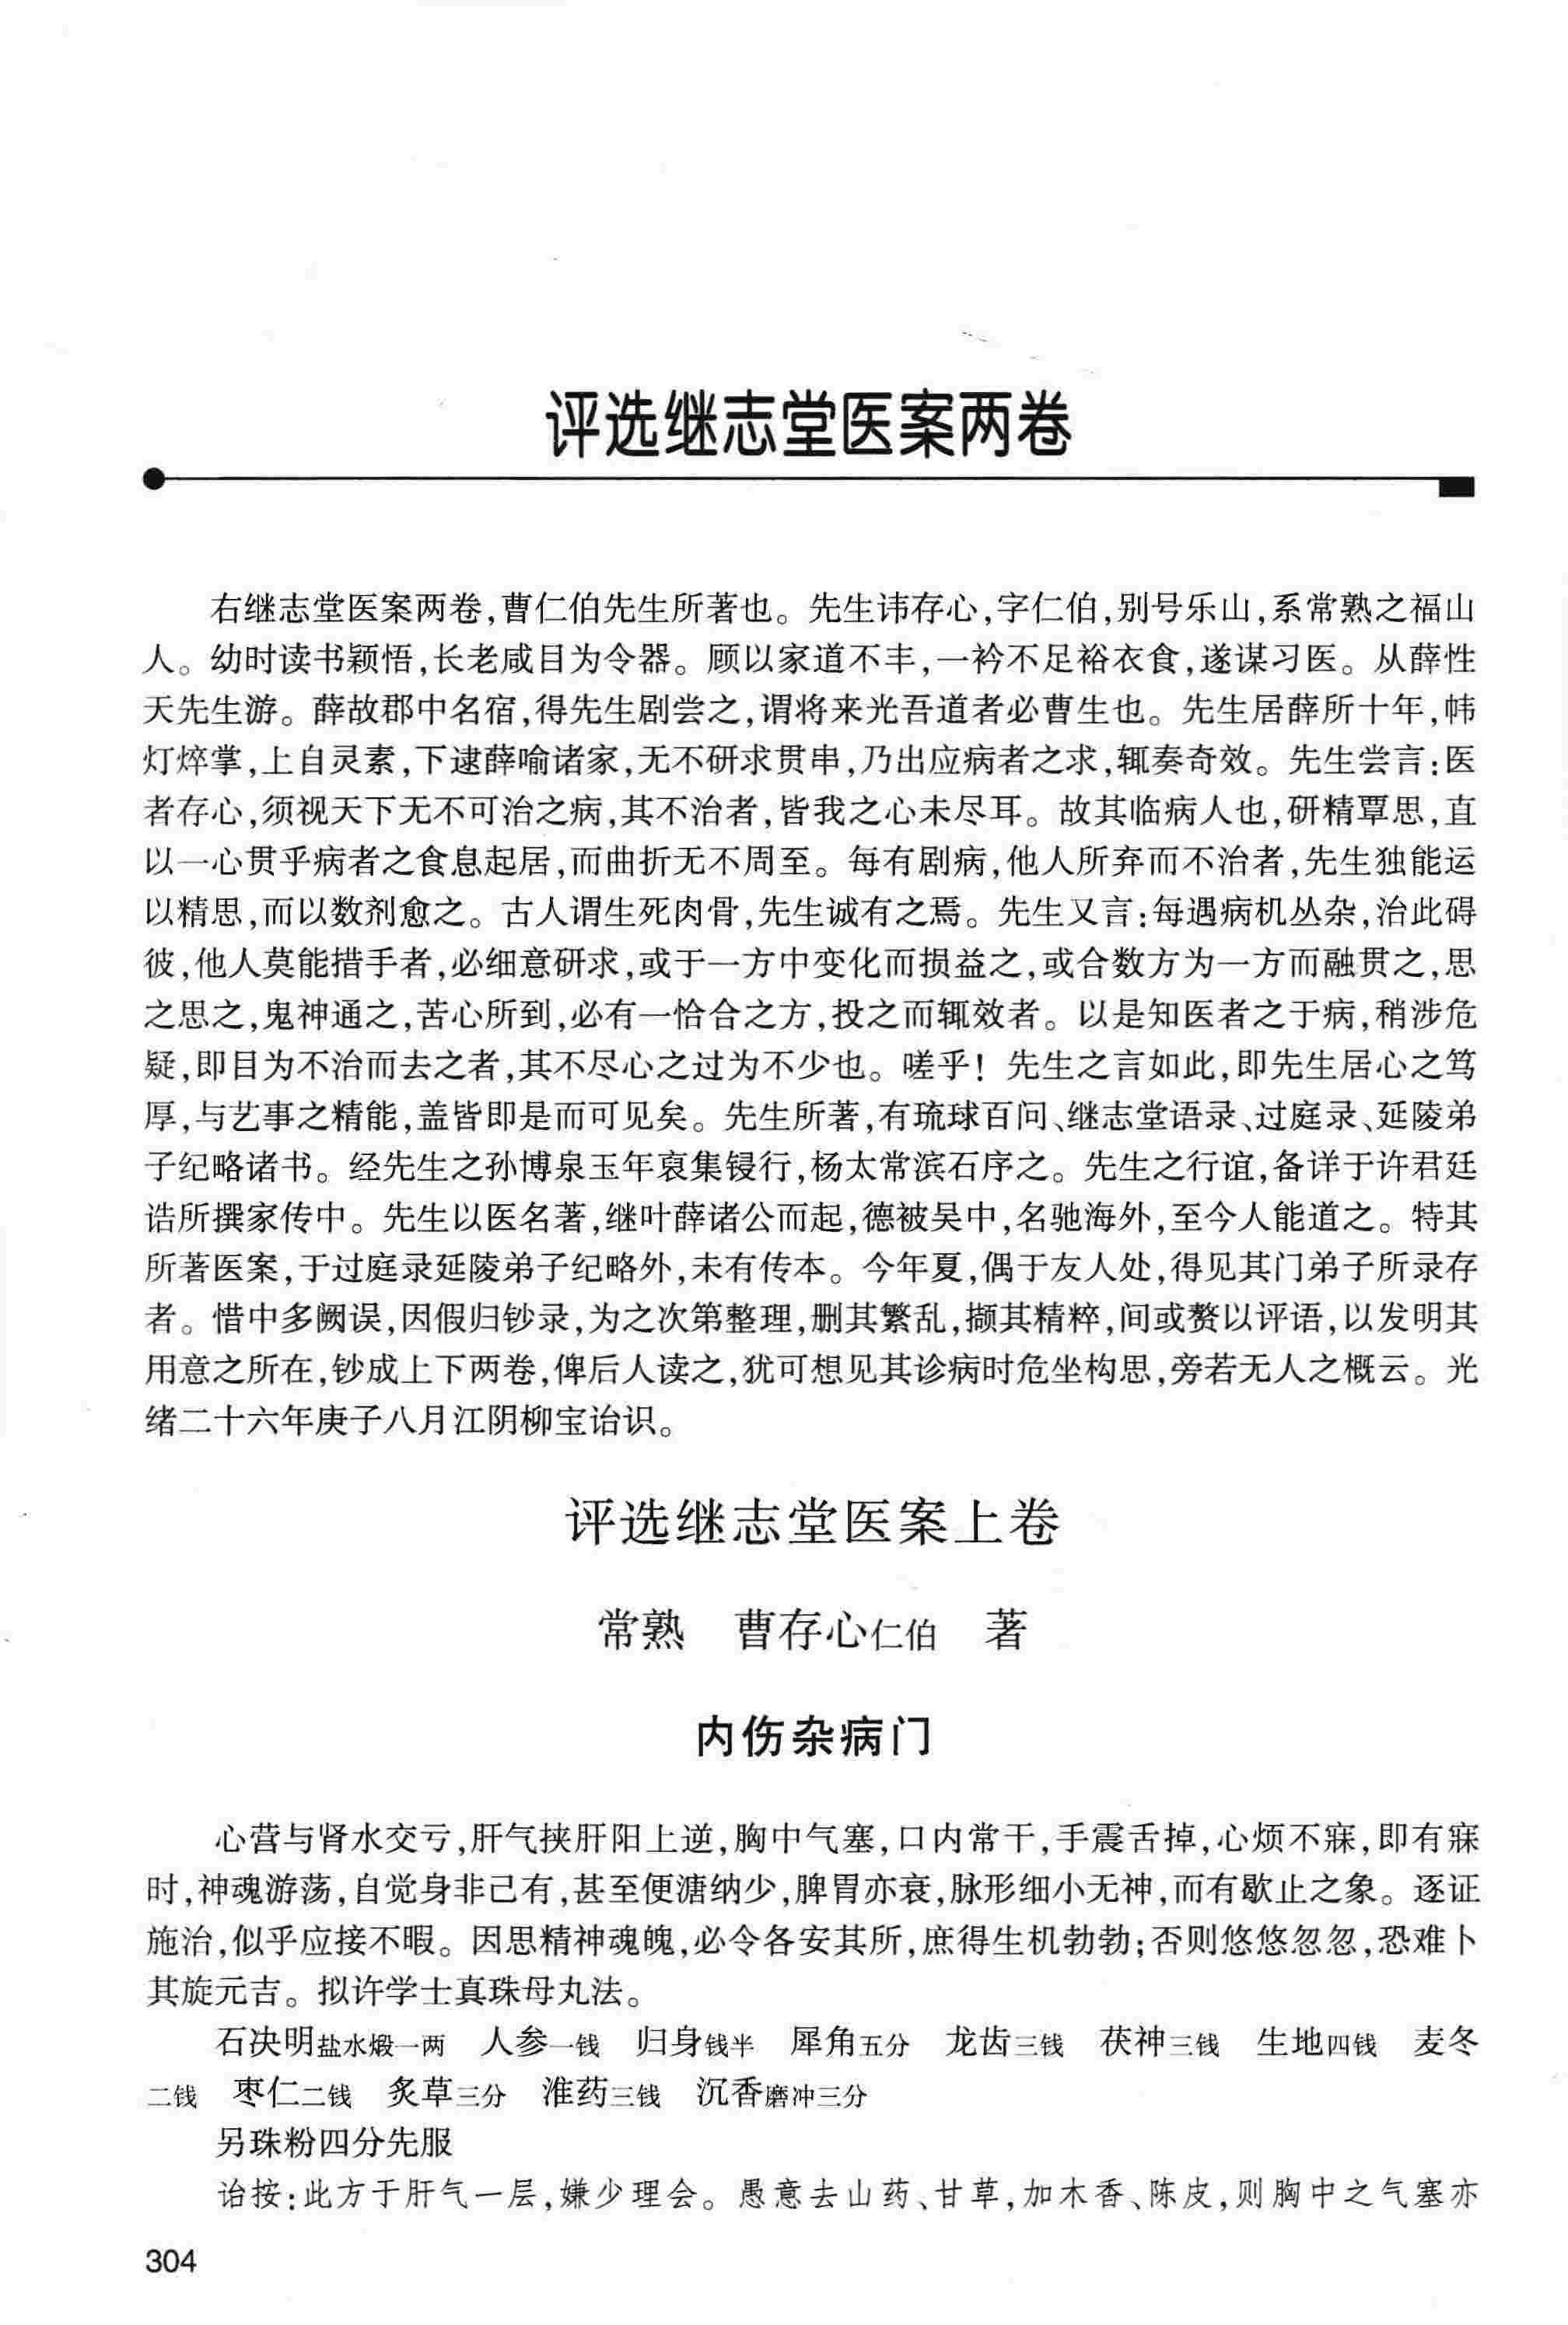 评选继志堂医案两卷
右继志堂医案两卷,曹仁伯先生所著也。先生讳存心,字仁伯,别号乐山,系常熟之福山
人。幼时读书颖悟,长老咸目为令器。顾以家道不丰,一衿不足裕衣食,遂谋习医。从薛性
天先生游。薛故郡中名宿,得先生剧尝之,谓将来光吾道者必曹生也。先生居薛所十年,帏
灯焠掌,上自灵素,下逮薛喻诸家,无不研求贯串,乃出应病者之求,辄奏奇效。先生尝言:医
者存心,须视天下无不可治之病,其不治者,皆我之心未尽耳。故其临病人也,研精覃思,直
以一心贯乎病者之食息起居,而曲折无不周至。每有剧病,他人所弃而不治者,先生独能运
以精思,而以数剂愈之。古人谓生死肉骨,先生诚有之焉。先生又言:每遇病机丛杂,治此碍
彼,他人莫能措手者,必细意研求,或于一方中变化而损益之,或合数方为一方而融贯之,思
之思之,鬼神通之,苦心所到,必有一恰合之方,投之而辄效者。以是知医者之于病,稍涉危
疑,即目为不治而去之者,其不尽心之过为不少也。嗟乎!先生之言如此,即先生居心之笃
厚,与艺事之精能,盖皆即是而可见矣。先生所著,有琉球百问、继志堂语录、过庭录、延陵弟
子纪略诸书。经先生之孙博泉玉年裒集锓行,杨太常滨石序之。先生之行谊,备详于许君廷
诰所撰家传中。先生以医名著,继叶薛诸公而起,德被吴中,名驰海外,至今人能道之。特其
所著医案,于过庭录延陵弟子纪略外,未有传本。今年夏,偶于友人处,得见其门弟子所录存
者。惜中多阙误,因假归钞录,为之次第整理,删其繁乱,撷其精粹,间或赘以评语,以发明其
用意之所在,钞成上下两卷,俾后人读之,犹可想见其诊病时危坐构思,旁若无人之概云。光
绪二十六年庚子八月江阴柳宝诒识。
评选继志堂医案上卷
常熟 曹存心仁伯 著
内伤杂病门
心营与肾水交亏,肝气挟肝阳上逆,胸中气塞,口内常干,手震舌掉,心烦不寐,即有寐
时,神魂游荡,自觉身非己有,甚至便溏纳少,脾胃亦衰,脉形细小无神,而有歇止之象。逐证
施治,似乎应接不暇。因思精神魂魄,必令各安其所,庶得生机勃勃;否则悠悠忽忽,恐难卜
其旋元吉。拟许学士真珠母丸法。
石决明盐水煅一两 人参一钱 归身钱半 犀角五分 龙齿三钱 茯神三钱 生地四钱 麦冬
二钱 枣仁二钱 炙草三分 淮药三钱 沉香磨冲三分
另珠粉四分先服
诒按:此方于肝气一层,嫌少理会。愚意去山药、甘草,加木香、陈皮,则胸中之气塞亦
304